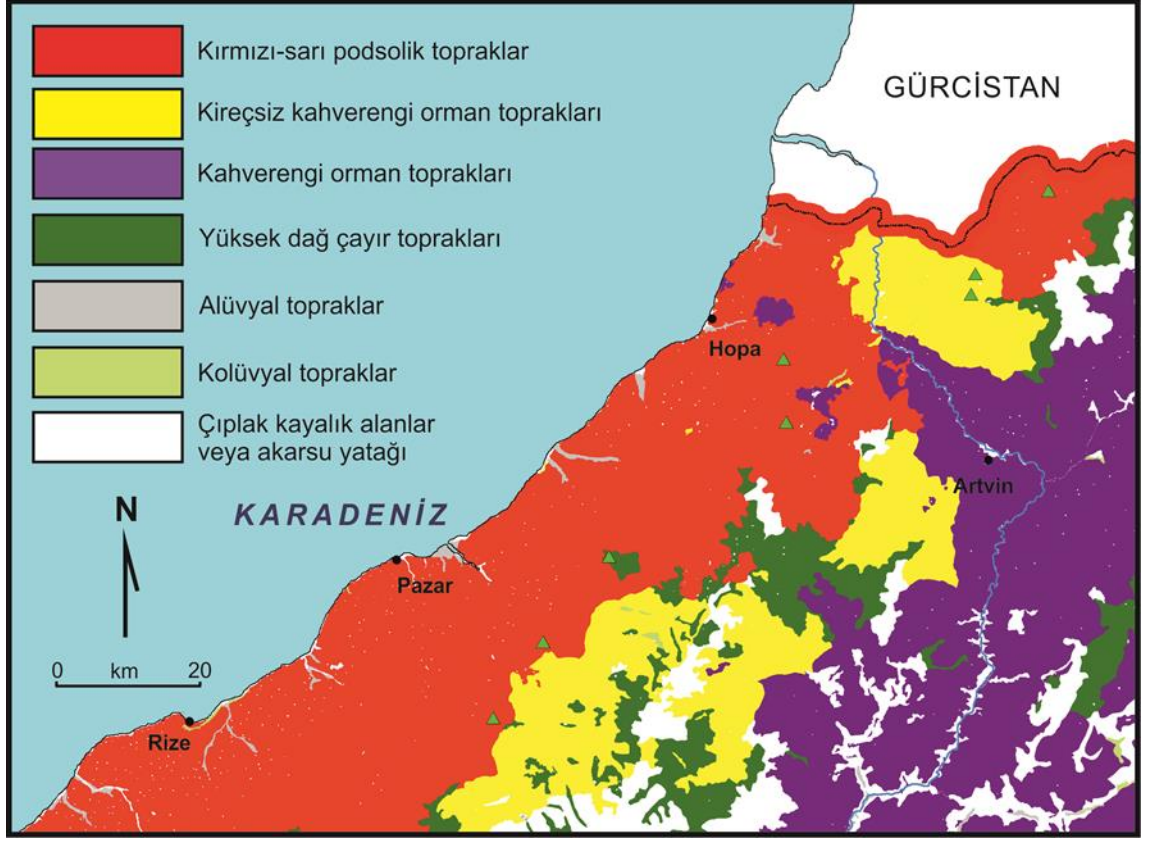 Kırmızı-sarı podsolik topraklar
Kireçsiz kahverengi orman toprakları
Kahverengi orman toprakları
Yüksek dağ çayır toprakları
Alüvyal topraklar
Kolüvyal topraklar
Çıplak kayalık alanlar
veya akarsu yatağı
GÜRCİSTAN
Hopa
Artvin
N
KARADENİZ
Pazar
0 km 20
Rize